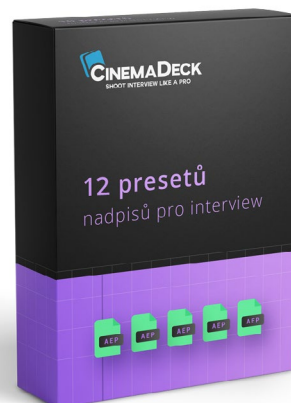 CINEMADECK
SHOOT INTERVIEW LIKE A PRO
12 presetů
nadpisů pro interview
AEP AEP AEP AEP AEP